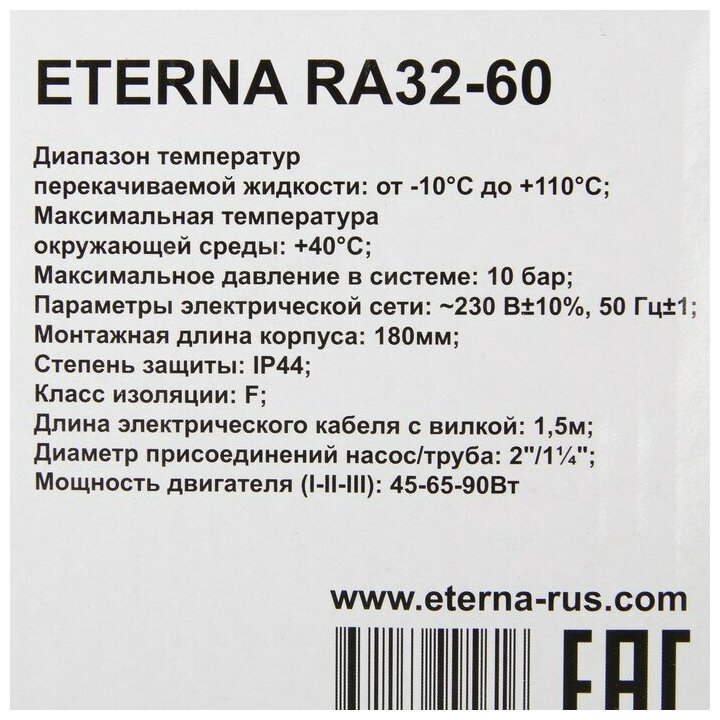 ETERNA RA32-60
Диапазон температур
перекачиваемой жидкости: от -10°С до +110°С;
Максимальная температура
окружающей среды: +40°С;
Максимальное давление в системе: 10 бар;
Параметры электрической сети: ~230 В±10%, 50 Гц±1;
Монтажная длина корпуса: 180мм;
Степень защиты: IP44;
Класс изоляции: F;
Длина электрического кабеля с вилкой: 1,5м;
Диаметр присоединений насос/труба: 2"/1¼";
Мощность двигателя (I-II-III): 45-65-90Вт
www.eterna-rus.com
EAC